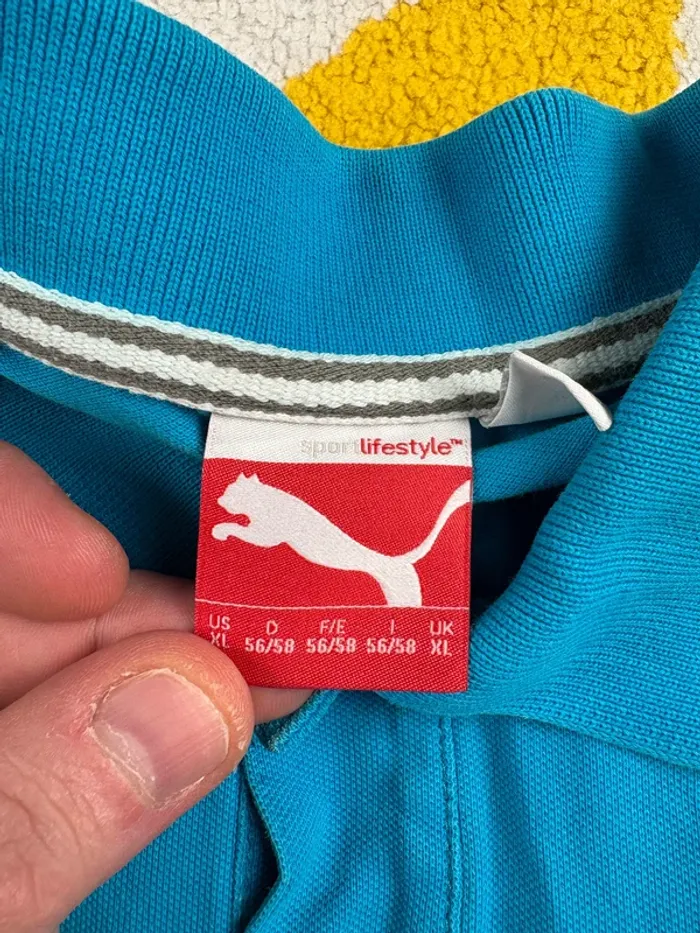 sportlifestyle™
US D F/E I UK
XL 56/58 56/58 56/58 XL